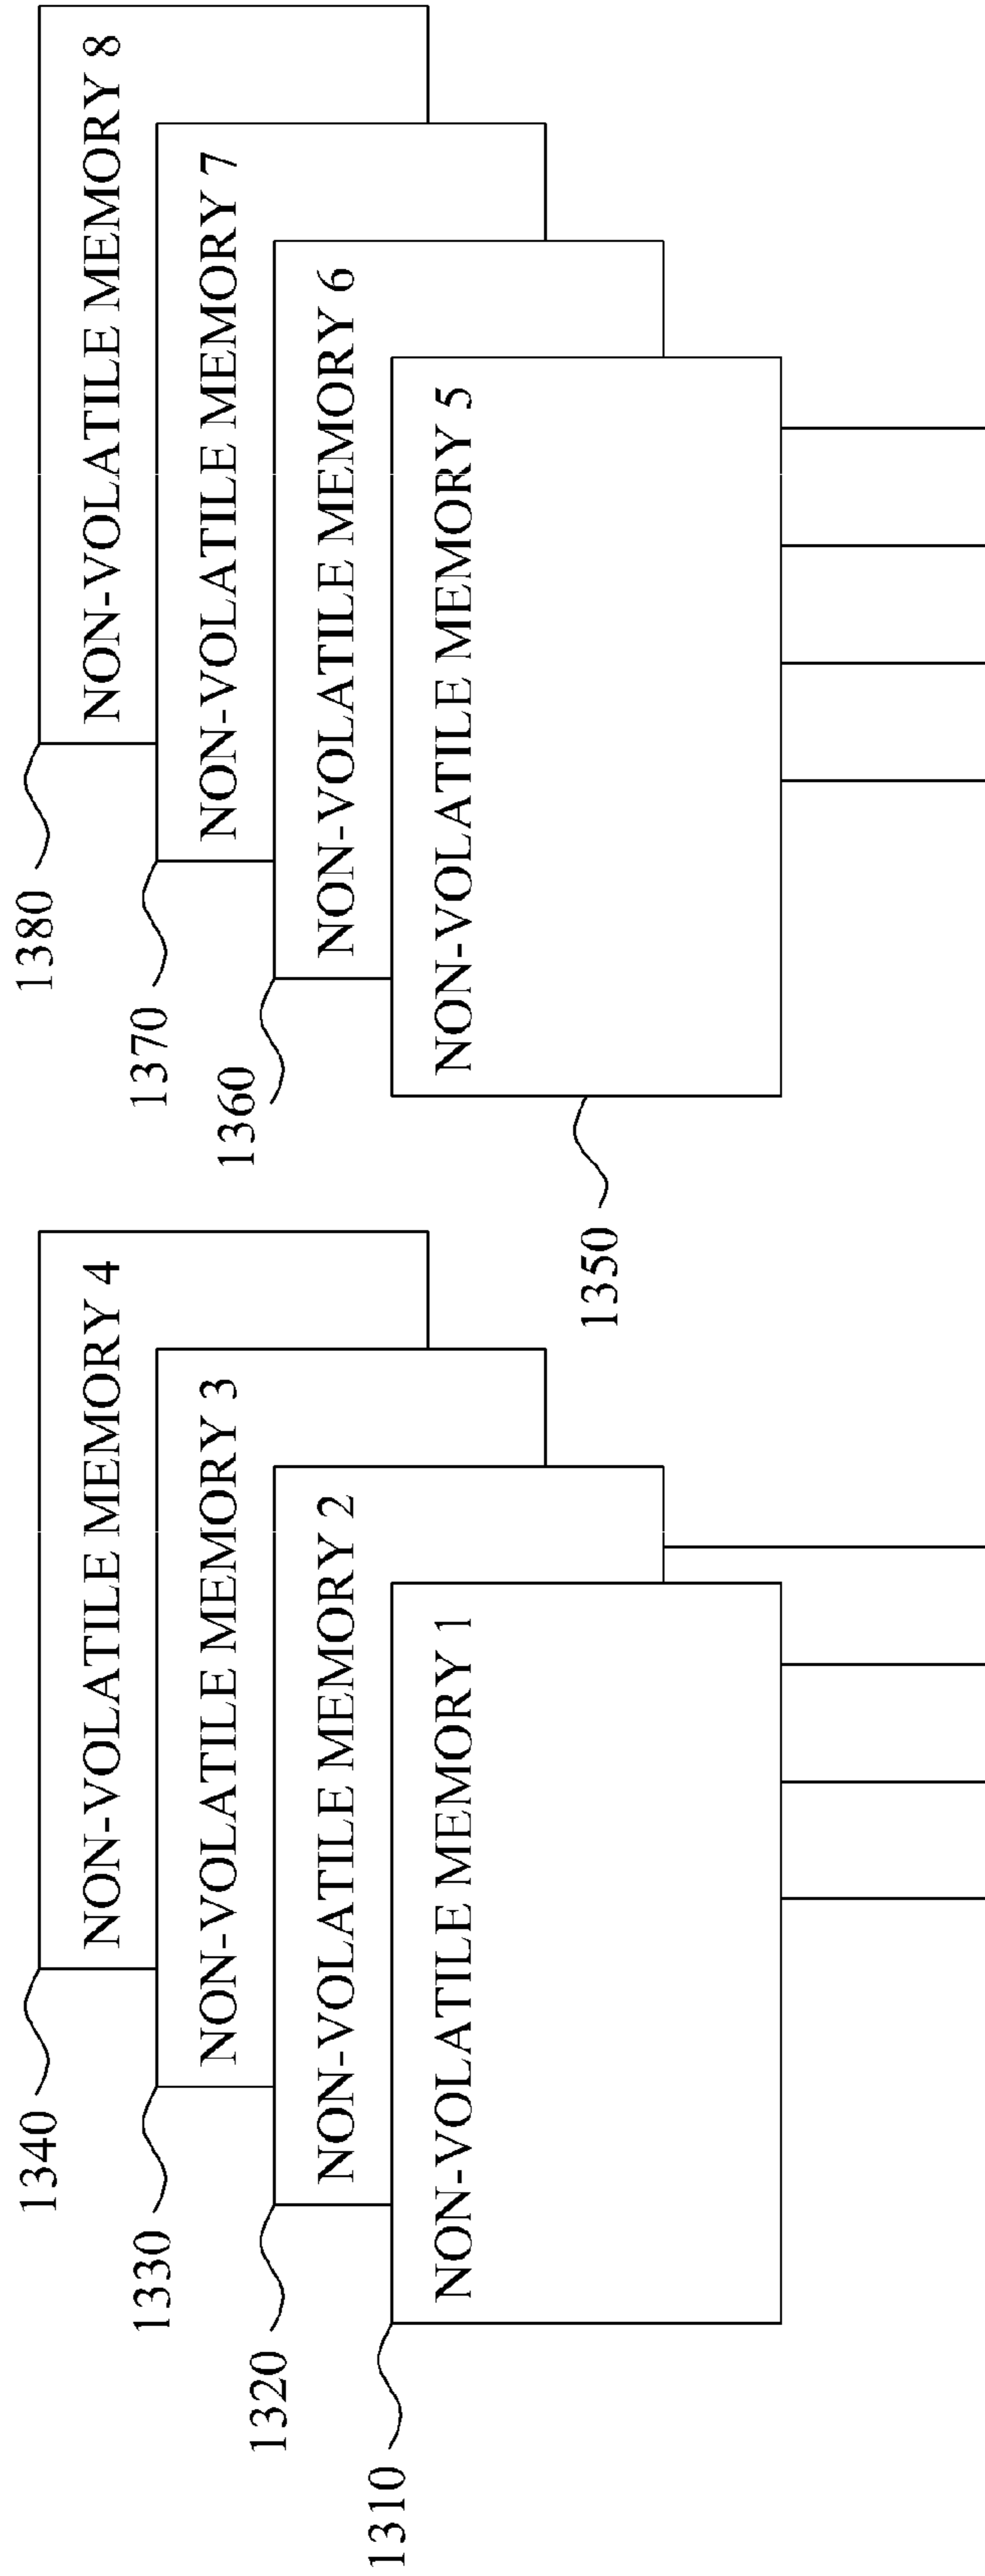 1340
NON-VOLATILE MEMORY 4
1330
NON-VOLATILE MEMORY 3
1320
NON-VOLATILE MEMORY 2
1310
NON-VOLATILE MEMORY 1
1380
NON-VOLATILE MEMORY 8
1370
NON-VOLATILE MEMORY 7
1360
NON-VOLATILE MEMORY 6
1350
NON-VOLATILE MEMORY 5